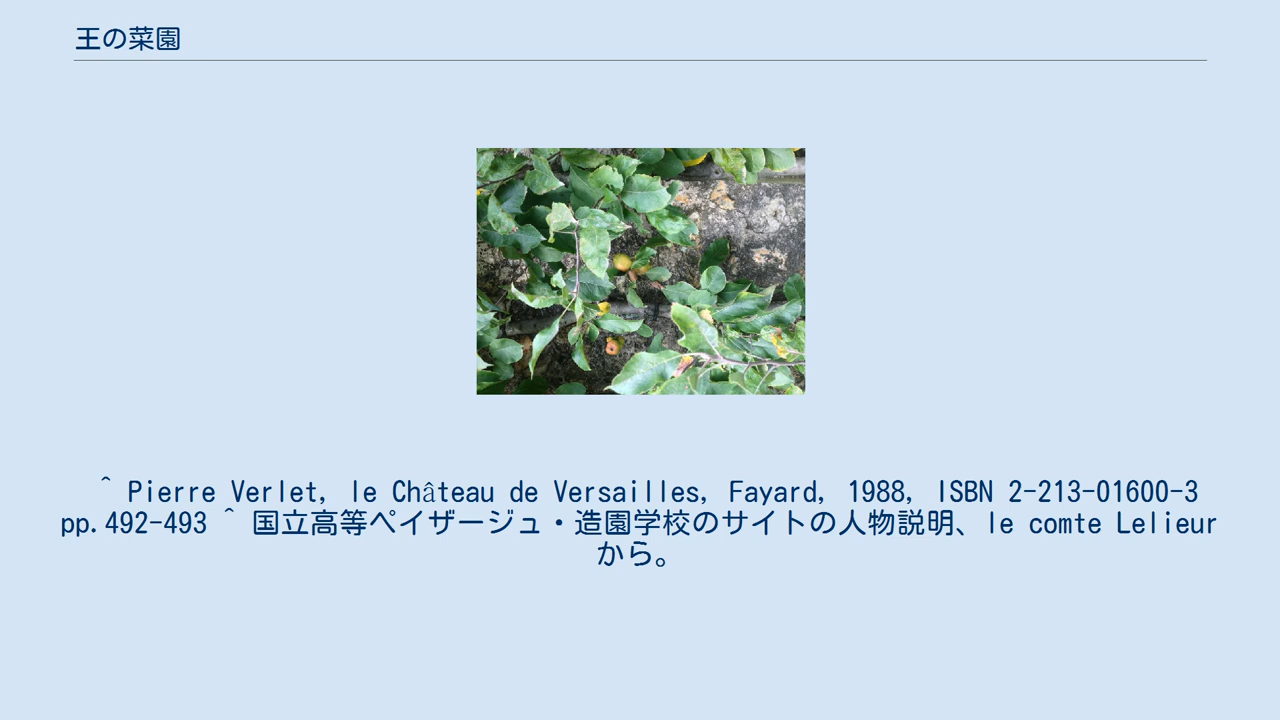 王の菜園
^ Pierre Verlet, le Château de Versailles, Fayard, 1988, ISBN 2-213-01600-3
pp.492-493 ^ 国立高等ペイザージュ・造園学校のサイトの人物説明、le comte Lelieur
から。